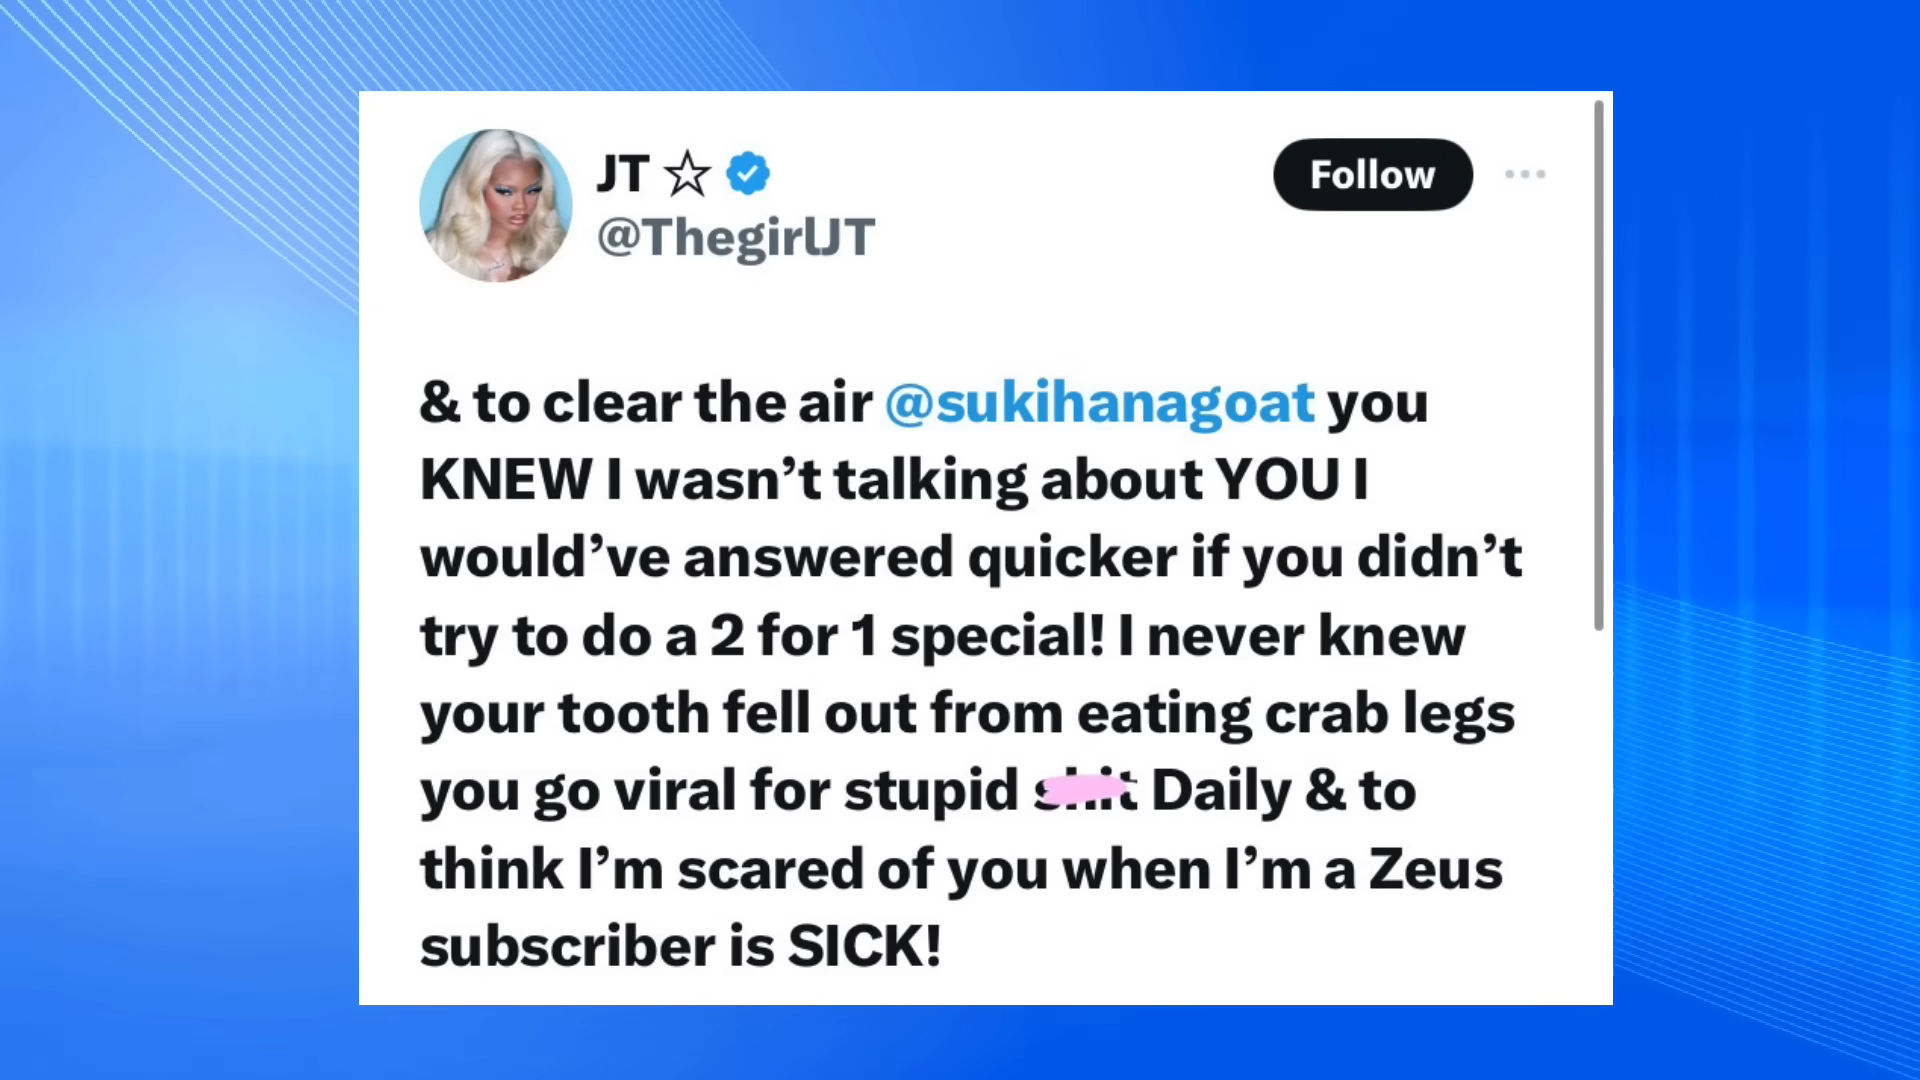 JT ☆
Follow
@ThegirlJT
& to clear the air @sukihanagoat you
KNEW I wasn’t talking about YOU I
would’ve answered quicker if you didn’t
try to do a 2 for 1 special! I never knew
your tooth fell out from eating crab legs
you go viral for stupid shit Daily & to
think I’m scared of you when I’m a Zeus
subscriber is SICK!